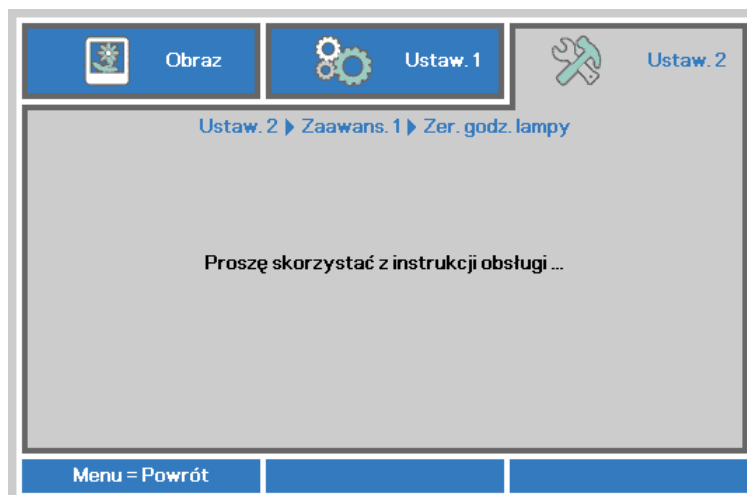 Obraz
Ustaw. 1
Ustaw. 2
Ustaw. 2 ▶ Zaawans. 1 ▶ Zer. godz. lampy
Proszę skorzystać z instrukcji obsługi ...
Menu = Powrót